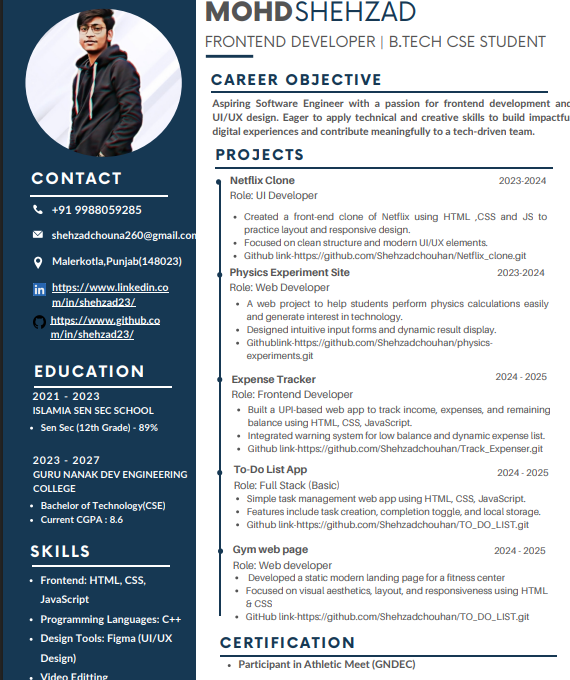 MOHD SHEHZAD
FRONTEND DEVELOPER | B.TECH CSE STUDENT
CONTACT
+91 9988059285
shehzadchouna260@gmail.com
Malerkotla,Punjab(148023)
https://www.linkedin.co
m/in/shehzad23/
https://www.github.co
m/in/shehzad23/
EDUCATION
2021 - 2023
ISLAMIA SEN SEC SCHOOL
• Sen Sec (12th Grade) - 89%
2023 - 2027
GURU NANAK DEV ENGINEERING
COLLEGE
• Bachelor of Technology(CSE)
• Current CGPA : 8.6
SKILLS
• Frontend: HTML, CSS,
JavaScript
• Programming Languages: C++
• Design Tools: Figma (UI/UX
Design)
• Video Editting
CAREER OBJECTIVE
Aspiring Software Engineer with a passion for frontend development and
UI/UX design. Eager to apply technical and creative skills to build impactfu
digital experiences and contribute meaningfully to a tech-driven team.
PROJECTS
Netflix Clone 2023-2024
Role: UI Developer
• Created a front-end clone of Netflix using HTML ,CSS and JS to
practice layout and responsive design.
• Focused on clean structure and modern UI/UX elements.
• Github link-https://github.com/Shehzadchouhan/Netflix_clone.git
Physics Experiment Site 2023-2024
Role: Web Developer
• A web project to help students perform physics calculations easily
and generate interest in technology.
• Designed intuitive input forms and dynamic result display.
• Githublink-https://github.com/Shehzadchouhan/physics-
experiments.git
Expense Tracker 2024 - 2025
Role: Frontend Developer
• Built a UPI-based web app to track income, expenses, and remaining
balance using HTML, CSS, JavaScript.
• Integrated warning system for low balance and dynamic expense list.
• Github link-https://github.com/Shehzadchouhan/Track_Expenser.git
To-Do List App 2024 - 2025
Role: Full Stack (Basic)
• Simple task management web app using HTML, CSS, JavaScript.
• Features include task creation, completion toggle, and local storage.
• Github link-https://github.com/Shehzadchouhan/TO_DO_LIST.git
Gym web page 2024 - 2025
Role: Web developer
• Developed a static modern landing page for a fitness center
• Focused on visual aesthetics, layout, and responsiveness using HTML
& CSS
• GitHub link-https://github.com/Shehzadchouhan/TO_DO_LIST.git
CERTIFICATION
• Participant in Athletic Meet (GNDEC)